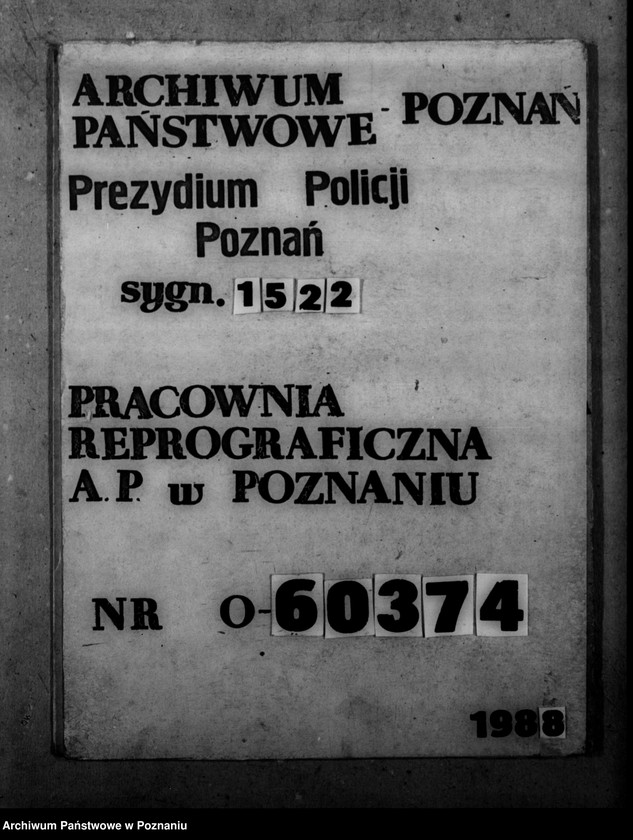 ARCHIWUM
PAŃSTWOWE - POZNAŃ
Prezydium Policji
Poznań
sygn. 1522
PRACOWNIA
REPROGRAFICZNA
A.P. w POZNANIU
NR O-60374
1988
Archiwum Państwowe w Poznaniu